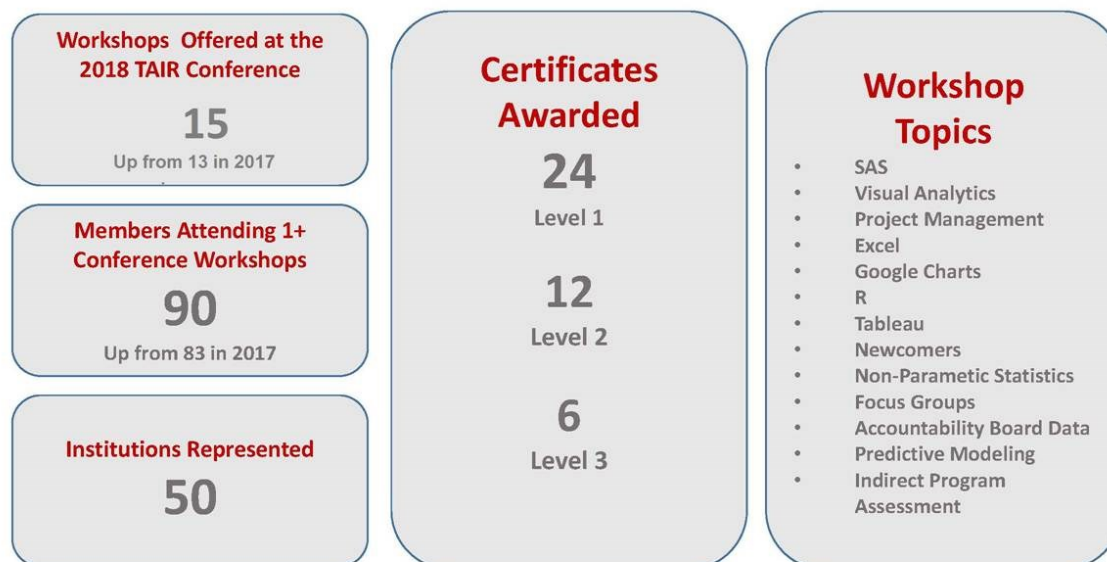 Workshops Offered at the
2018 TAIR Conference
15
Up from 13 in 2017
Members Attending 1+
Conference Workshops
90
Up from 83 in 2017
Institutions Represented
50
Certificates
Awarded
24
Level 1
12
Level 2
6
Level 3
Workshop
Topics
• SAS
• Visual Analytics
• Project Management
• Excel
• Google Charts
• R
• Tableau
• Newcomers
• Non-Parametic Statistics
• Focus Groups
• Accountability Board Data
• Predictive Modeling
• Indirect Program
Assessment